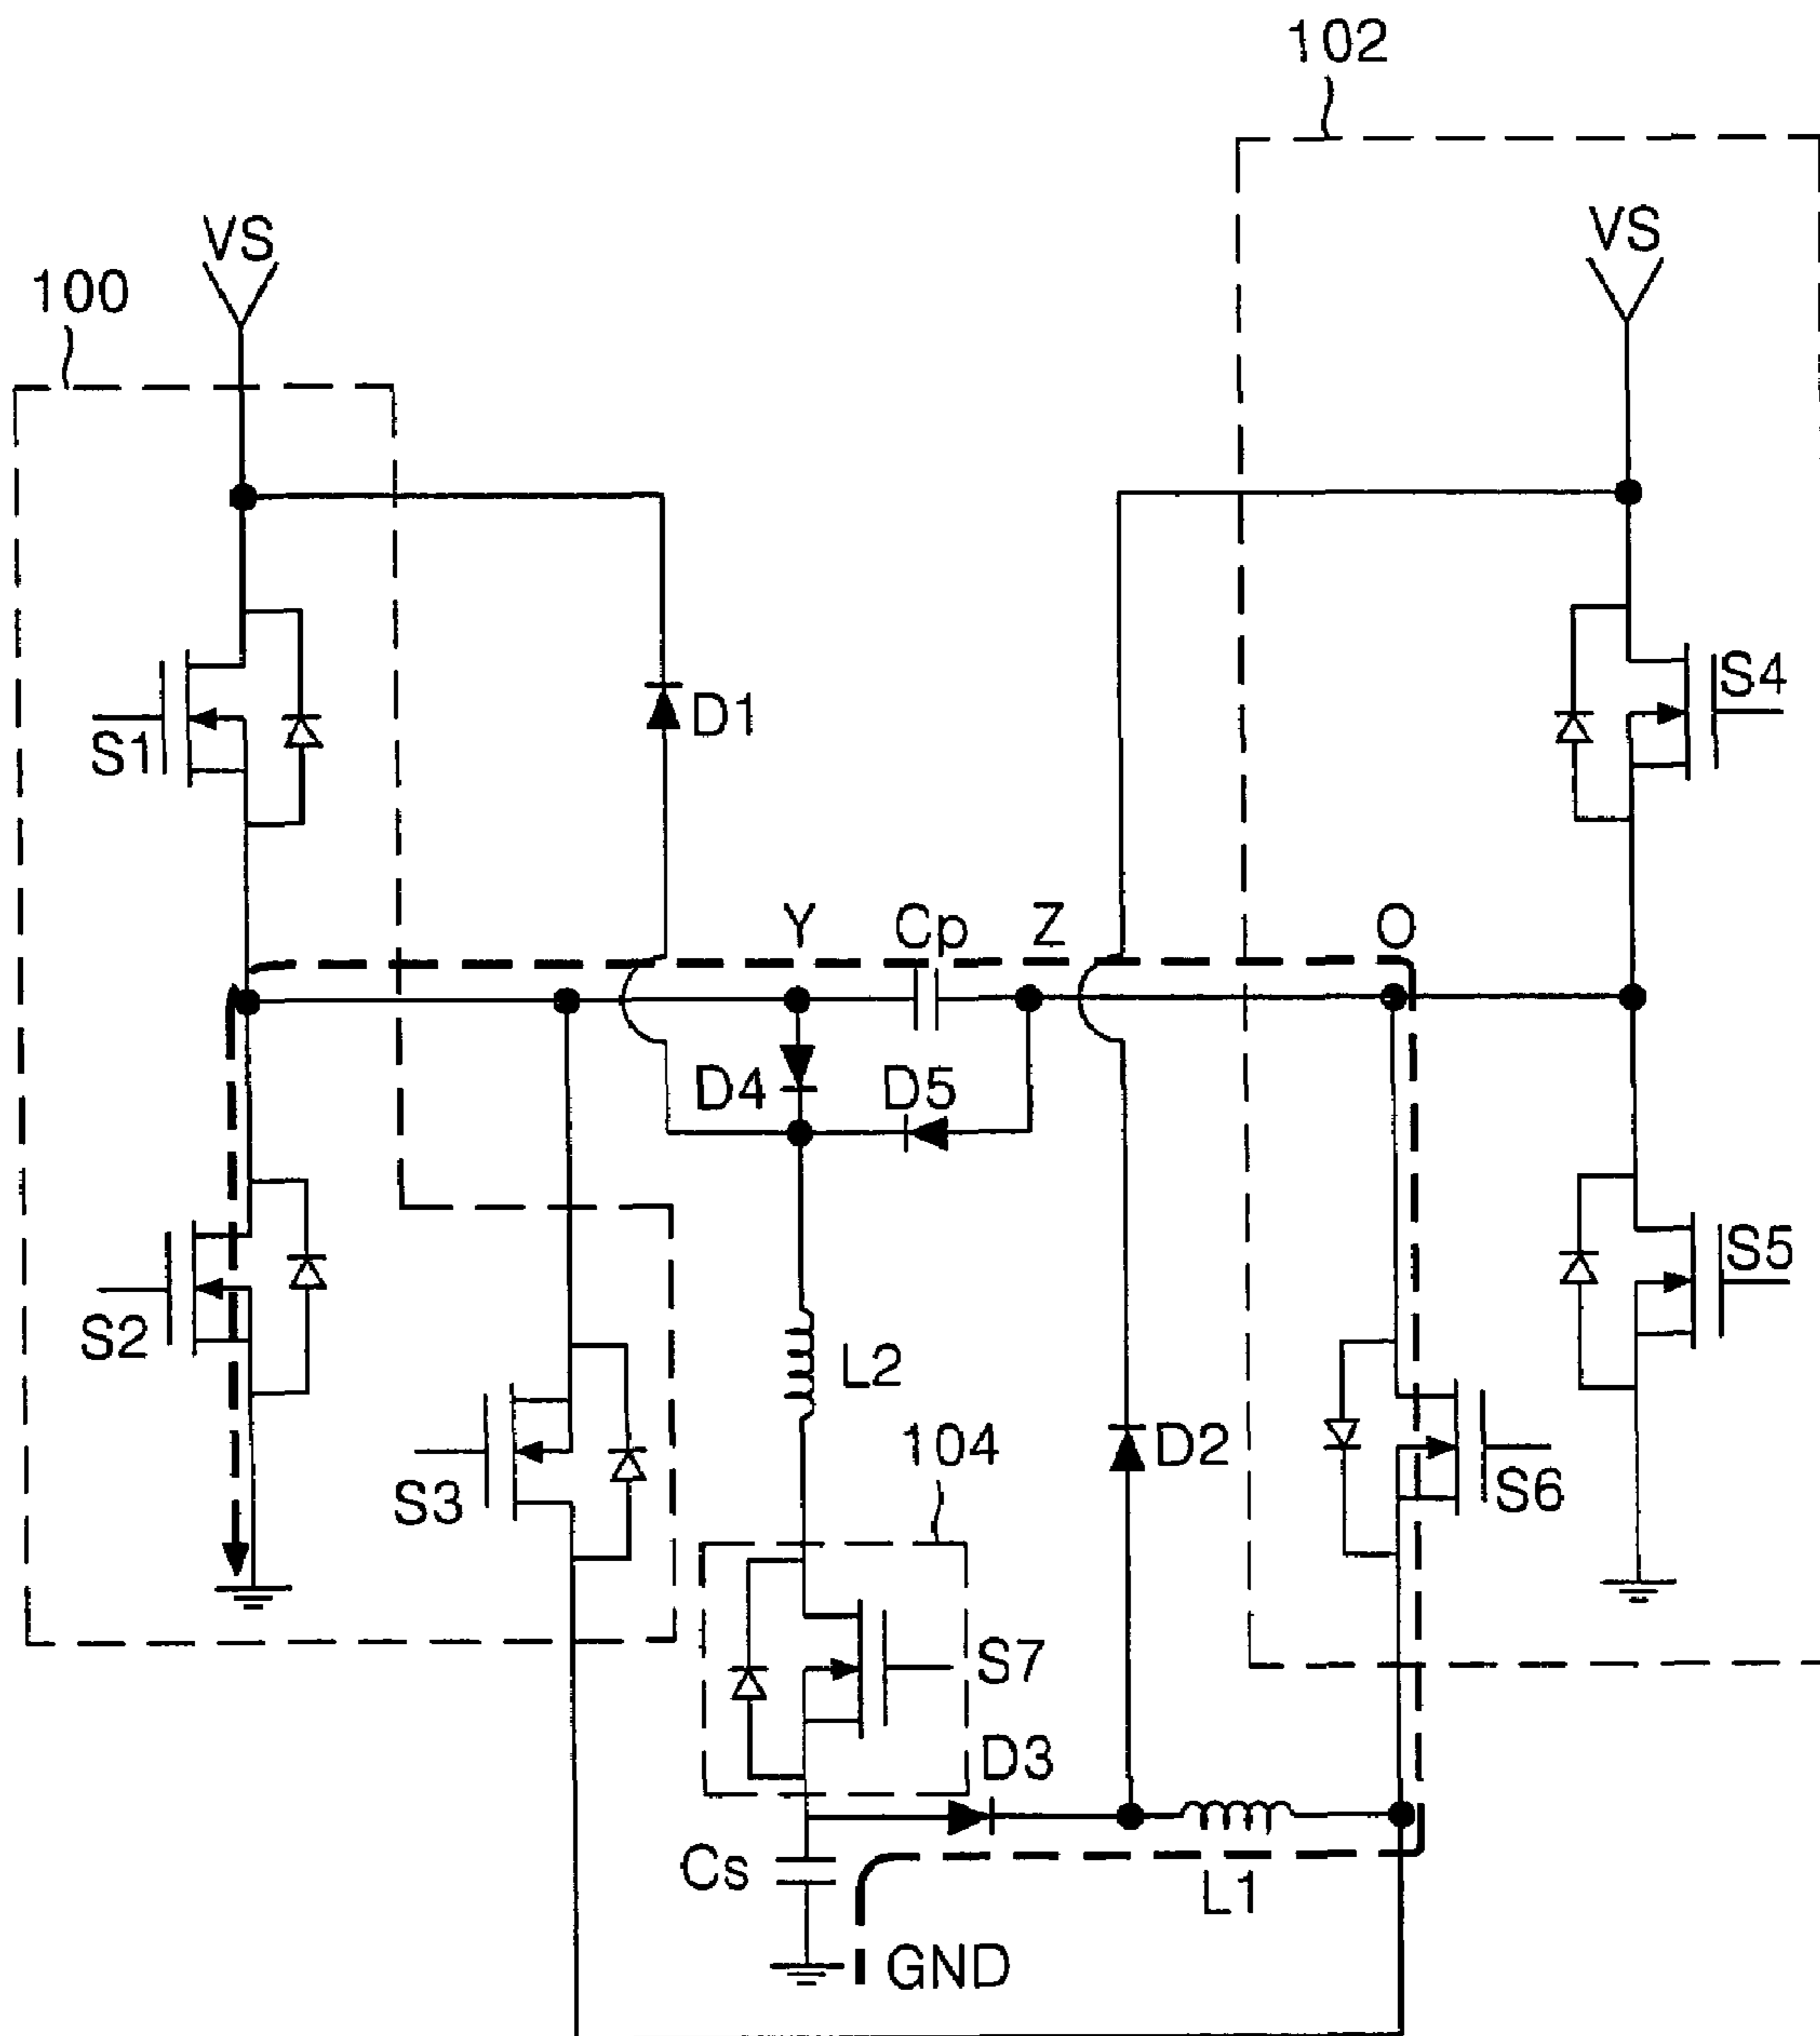 102
VS
VS
100
D1
S4
S1
Y
Cp
Z
O
D4
D5
S5
S2
L2
104
D2
S3
S6
S7
D3
Cs
L1
GND